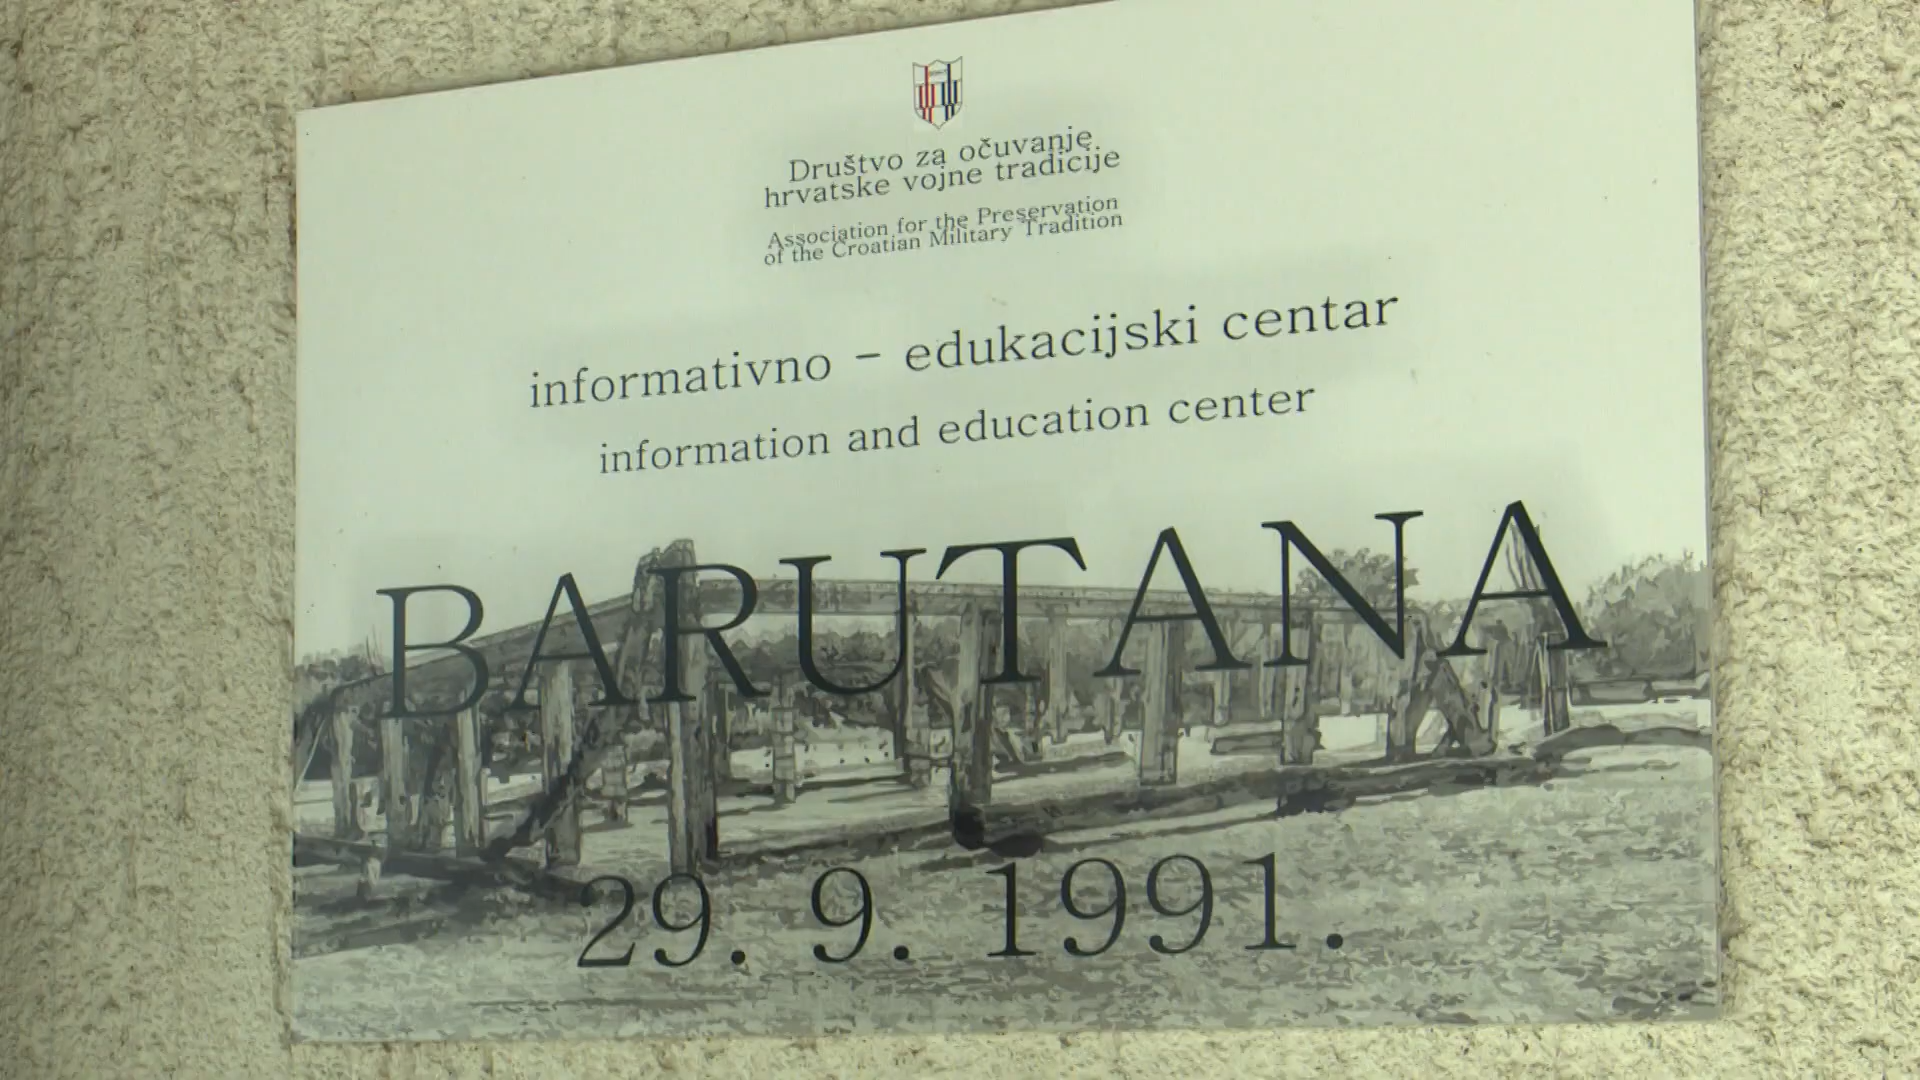 Društvo za očuvanje
hrvatske vojne tradicije
Association for the Preservation
of the Croatian Military Tradition
informativno - edukacijski centar
information and education center
BARUTANA
29. 9. 1991.